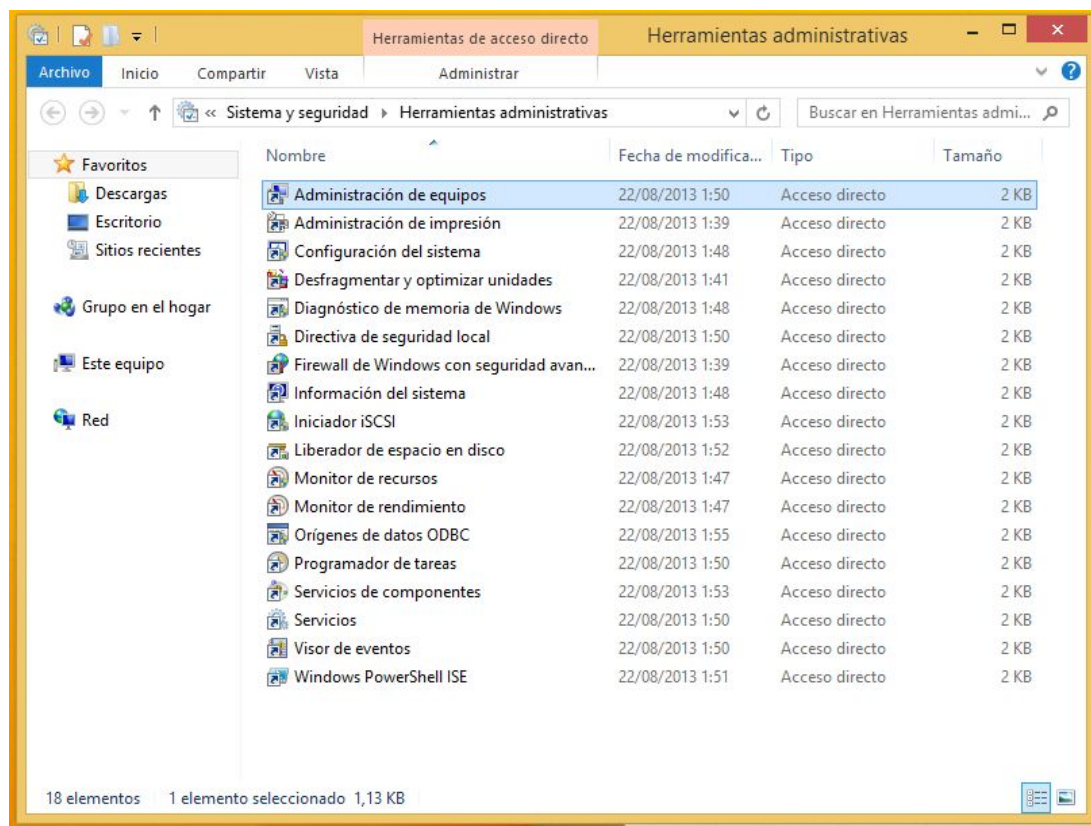 Herramientas de acceso directo Herramientas administrativas
Archivo Inicio Compartir Vista Administrar
« Sistema y seguridad Herramientas administrativas Buscar en Herramientas admi...
Favoritos
Descargas
Escritorio
Sitios recientes
Grupo en el hogar
Este equipo
Red
Nombre Fecha de modifica... Tipo Tamaño
Administración de equipos 22/08/2013 1:50 Acceso directo 2 KB
Administración de impresión 22/08/2013 1:39 Acceso directo 2 KB
Configuración del sistema 22/08/2013 1:48 Acceso directo 2 KB
Desfragmentar y optimizar unidades 22/08/2013 1:41 Acceso directo 2 KB
Diagnóstico de memoria de Windows 22/08/2013 1:48 Acceso directo 2 KB
Directiva de seguridad local 22/08/2013 1:50 Acceso directo 2 KB
Firewall de Windows con seguridad avan... 22/08/2013 1:39 Acceso directo 2 KB
Información del sistema 22/08/2013 1:48 Acceso directo 2 KB
Iniciador iSCSI 22/08/2013 1:53 Acceso directo 2 KB
Liberador de espacio en disco 22/08/2013 1:52 Acceso directo 2 KB
Monitor de recursos 22/08/2013 1:47 Acceso directo 2 KB
Monitor de rendimiento 22/08/2013 1:47 Acceso directo 2 KB
Orígenes de datos ODBC 22/08/2013 1:55 Acceso directo 2 KB
Programador de tareas 22/08/2013 1:50 Acceso directo 2 KB
Servicios de componentes 22/08/2013 1:53 Acceso directo 2 KB
Servicios 22/08/2013 1:50 Acceso directo 2 KB
Visor de eventos 22/08/2013 1:50 Acceso directo 2 KB
Windows PowerShell ISE 22/08/2013 1:51 Acceso directo 2 KB
18 elementos 1 elemento seleccionado 1,13 KB